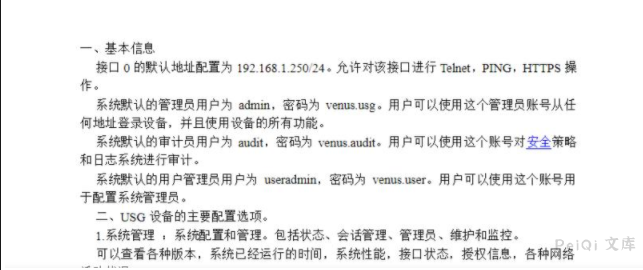 一、基本信息
接口 0 的默认地址配置为 192.168.1.250/24。允许对该接口进行 Telnet，PING，HTTPS 操
作。
系统默认的管理员用户为 admin，密码为 venus.usg。用户可以使用这个管理员账号从任
何地址登录设备，并且使用设备的所有功能。
系统默认的审计员用户为 audit，密码为 venus.audit。用户可以使用这个账号对安全策略
和日志系统进行审计。
系统默认的用户管理员用户为 useradmin，密码为 venus.user。用户可以使用这个账号用
于配置系统管理员。
二、USG 设备的主要配置选项。
1.系统管理 ：系统配置和管理。包括状态、会话管理、管理员、维护和监控。
可以查看各种版本，系统已经运行的时间，系统性能，接口状态，授权信息，各种网络
PeiQi 文库